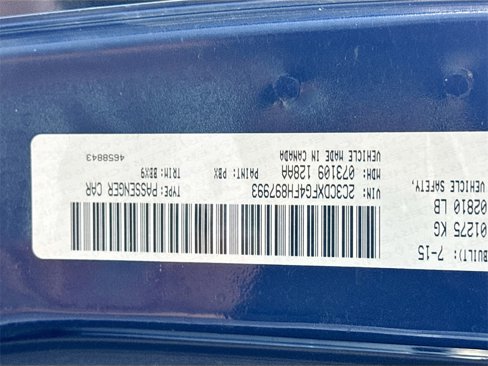 BUILT): 7-15
01275 KG
02810 LB
VEHICLE SAFETY,
VIN: 2C3CDXFG4FH897993 TYPE: PASSENGER CAR
MDH: 073109 128AA PAINT: PBX TRIM: BBX9
VEHICLE MADE IN CANADA 4658843